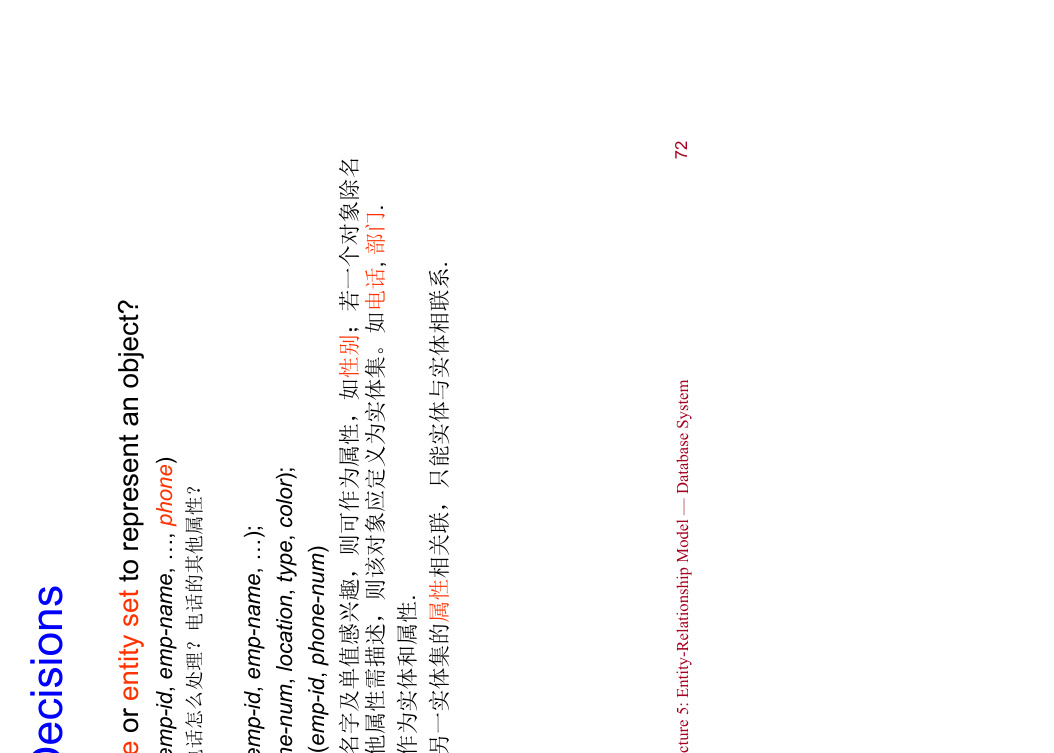 Decisions
or entity set to represent an object?
emp-id, emp-name, …, phone)
话怎么处理？电话的其他属性？
emp-id, emp-name, …);
ne-num, location, type, color);
(emp-id, phone-num)
名字及单值感兴趣，则可作为属性，如性别；若一个对象除名
他属性需描述，则该对象应定义为实体集。如电话, 部门.
作为实体和属性.
另一实体集的属性相关联，只能实体与实体相联系.
cture 5: Entity-Relationship Model — Database System
72